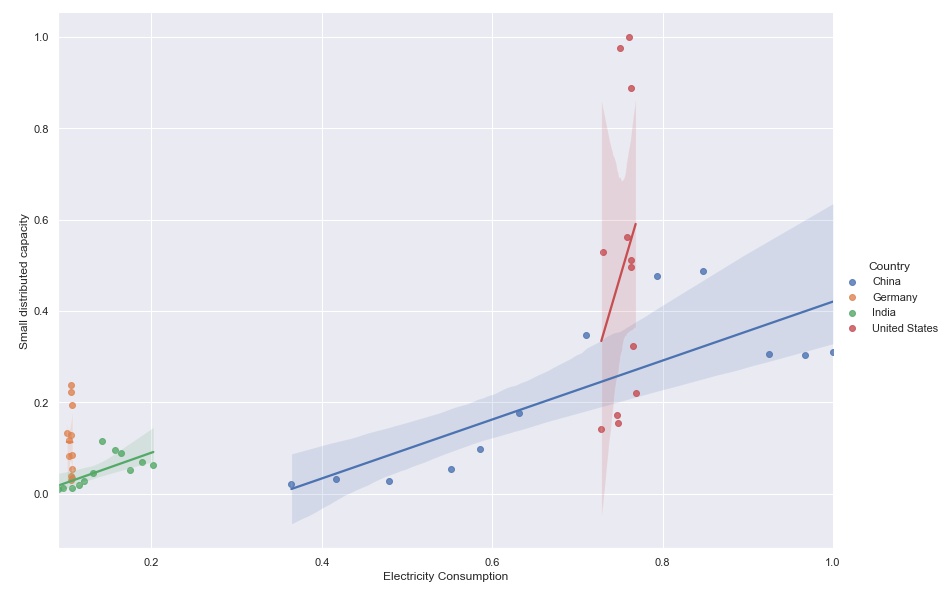 1.0
0.8
0.6
0.4
0.2
0.0
Small distributed capacity
0.2
0.4
0.6
0.8
1.0
Electricity Consumption
Country
China
Germany
India
United States